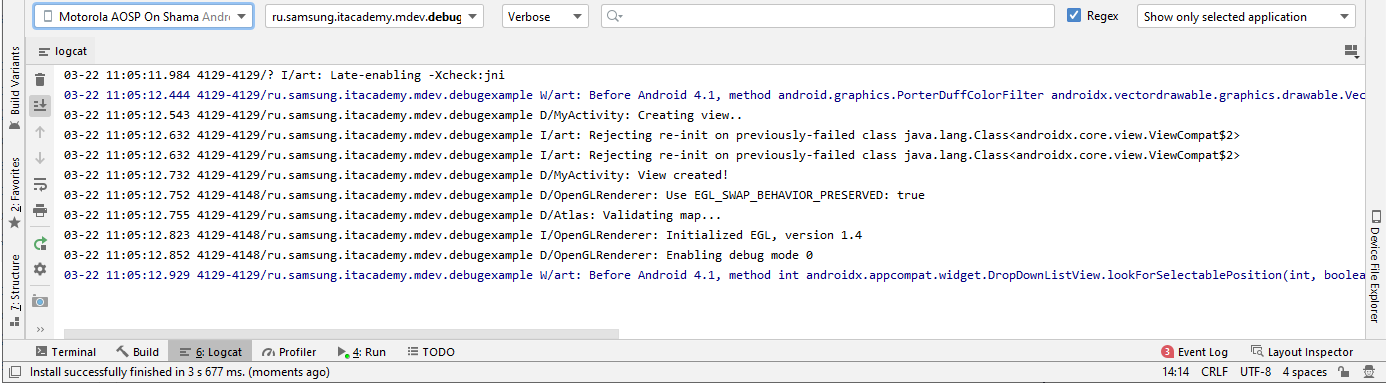 Motorola AOSP On Shama Andro ru.samsung.itacademy.mdev.debug Verbose Regex Show only selected application
logcat
03-22 11:05:11.984 4129-4129/? I/art: Late-enabling -Xcheck:jni
03-22 11:05:12.444 4129-4129/ru.samsung.itacademy.mdev.debugexample W/art: Before Android 4.1, method android.graphics.PorterDuffColorFilter androidx.vectordrawable.graphics.drawable.Vec
03-22 11:05:12.543 4129-4129/ru.samsung.itacademy.mdev.debugexample D/MyActivity: Creating view..
03-22 11:05:12.632 4129-4129/ru.samsung.itacademy.mdev.debugexample I/art: Rejecting re-init on previously-failed class java.lang.Class<androidx.core.view.ViewCompat$2>
03-22 11:05:12.632 4129-4129/ru.samsung.itacademy.mdev.debugexample I/art: Rejecting re-init on previously-failed class java.lang.Class<androidx.core.view.ViewCompat$2>
03-22 11:05:12.732 4129-4129/ru.samsung.itacademy.mdev.debugexample D/MyActivity: View created!
03-22 11:05:12.752 4129-4148/ru.samsung.itacademy.mdev.debugexample D/OpenGLRenderer: Use EGL_SWAP_BEHAVIOR_PRESERVED: true
03-22 11:05:12.755 4129-4129/ru.samsung.itacademy.mdev.debugexample D/Atlas: Validating map...
03-22 11:05:12.823 4129-4148/ru.samsung.itacademy.mdev.debugexample I/OpenGLRenderer: Initialized EGL, version 1.4
03-22 11:05:12.852 4129-4148/ru.samsung.itacademy.mdev.debugexample D/OpenGLRenderer: Enabling debug mode 0
03-22 11:05:12.929 4129-4129/ru.samsung.itacademy.mdev.debugexample W/art: Before Android 4.1, method int androidx.appcompat.widget.DropDownListView.lookForSelectablePosition(int, boolea
Build Variants
2: Favorites
7: Structure
Device File Explorer
Terminal Build 6: Logcat Profiler 4: Run TODO 3 Event Log Layout Inspector
Install successfully finished in 3 s 677 ms. (moments ago) 14:14 CRLF UTF-8 4 spaces